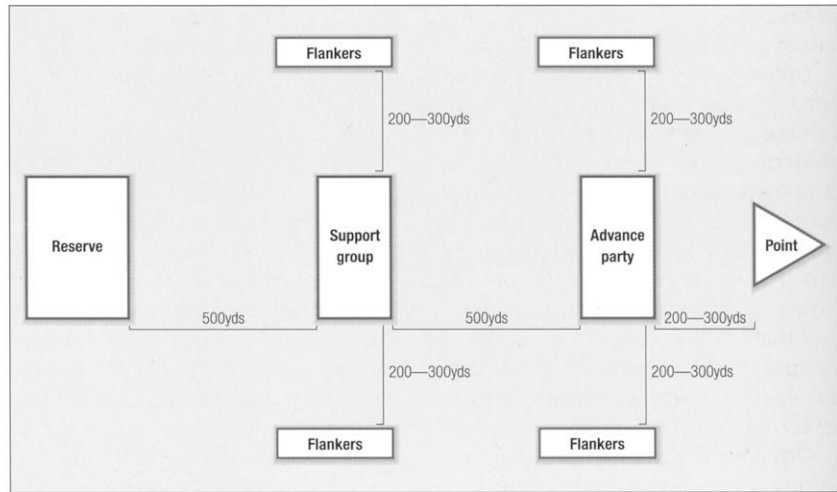 Flankers
Flankers
200—300yds
200—300yds
Reserve
Support
group
Advance
party
Point
500yds
500yds
200—300yds
200—300yds
200—300yds
Flankers
Flankers